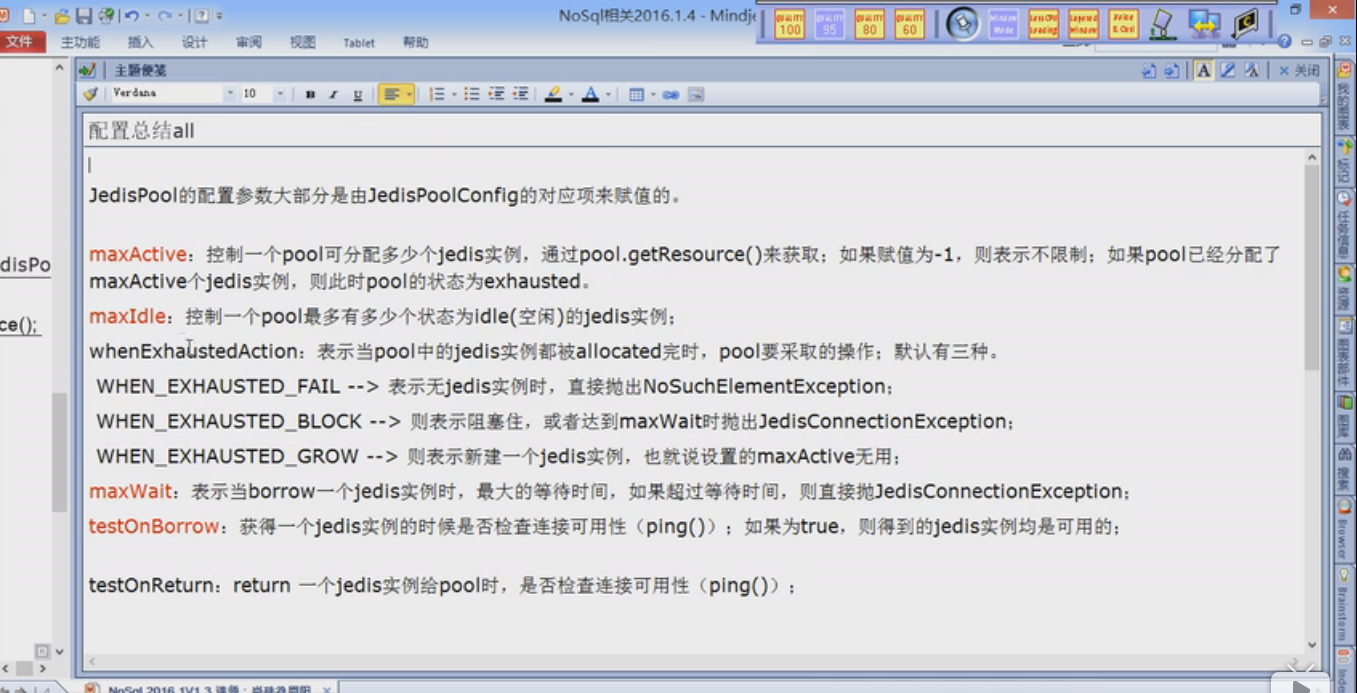 NoSql相关2016.1.4 - Mindje
QUALITY 100
QUALITY 95
QUALITY 80
QUALITY 60
Window Mode
Less CPU Loading
Layered Window
文件 主功能 插入 设计 审阅 视图 Tablet 帮助
主题便笺
关闭
Verdana 10
配置总结all
JedisPool的配置参数大部分是由JedisPoolConfig的对应项来赋值的。
disPo
maxActive：控制一个pool可分配多少个jedis实例，通过pool.getResource()来获取；如果赋值为-1，则表示不限制；如果pool已经分配了
maxActive个jedis实例，则此时pool的状态为exhausted。
ce();
maxIdle：控制一个pool最多有多少个状态为idle(空闲)的jedis实例；
whenExhaustedAction：表示当pool中的jedis实例都被allocated完时，pool要采取的操作；默认有三种。
WHEN_EXHAUSTED_FAIL --> 表示无jedis实例时，直接抛出NoSuchElementException；
WHEN_EXHAUSTED_BLOCK --> 则表示阻塞住，或者达到maxWait时抛出JedisConnectionException；
WHEN_EXHAUSTED_GROW --> 则表示新建一个jedis实例，也就说设置的maxActive无用；
maxWait：表示当borrow一个jedis实例时，最大的等待时间，如果超过等待时间，则直接抛JedisConnectionException；
testOnBorrow：获得一个jedis实例的时候是否检查连接可用性（ping()）；如果为true，则得到的jedis实例均是可用的；
testOnReturn：return 一个jedis实例给pool时，是否检查连接可用性（ping()）；
我的图表
标记
任务信息
资源
图表部件
图库
搜索
Browser
Brainstorm
Inde